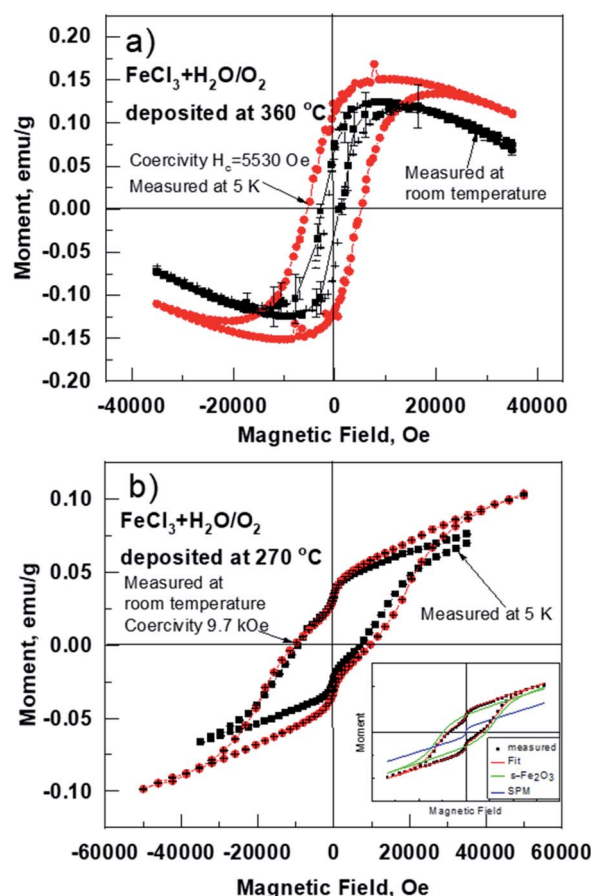 a)
FeCl3+H2O/O2
deposited at 360 °C
Coercivity Hc=5530 Oe
Measured at 5 K
Measured at
room temperature
Moment, emu/g
0.20
0.15
0.10
0.05
0.00
-0.05
-0.10
-0.15
-0.20
-40000 -20000 0 20000 40000
Magnetic Field, Oe
b)
FeCl3+H2O/O2
deposited at 270 °C
Measured at
room temperature
Coercivity 9.7 kOe
Measured at 5 K
Moment, emu/g
0.10
0.05
0.00
-0.05
-0.10
Moment
measured
Fit
s-Fe2O3
SPM
Magnetic Field
-60000 -40000 -20000 0 20000 40000 60000
Magnetic Field, Oe